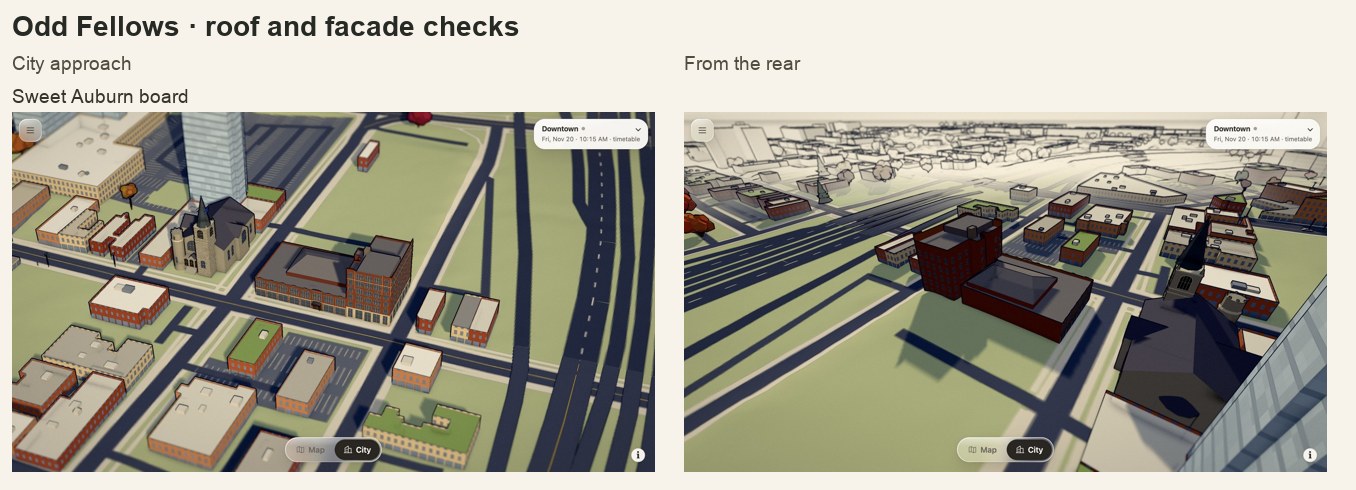 Odd Fellows · roof and facade checks
City approach
From the rear
Sweet Auburn board
Downtown
Fri, Nov 20 · 10:15 AM · timetable
Map
City
i
Downtown
Fri, Nov 20 · 10:15 AM · timetable
Map
City
i